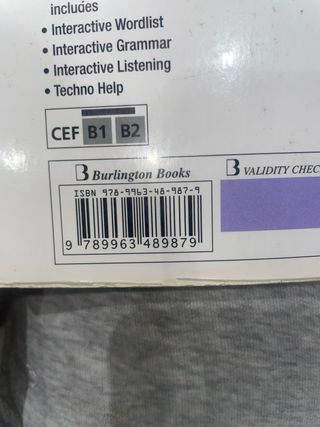 includes
• Interactive Wordlist
• Interactive Grammar
• Interactive Listening
• Techno Help
CEF B1 B2
B Burlington Books
B VALIDITY CHEC
ISBN 978-9963-48-987-9
9 789963 489879